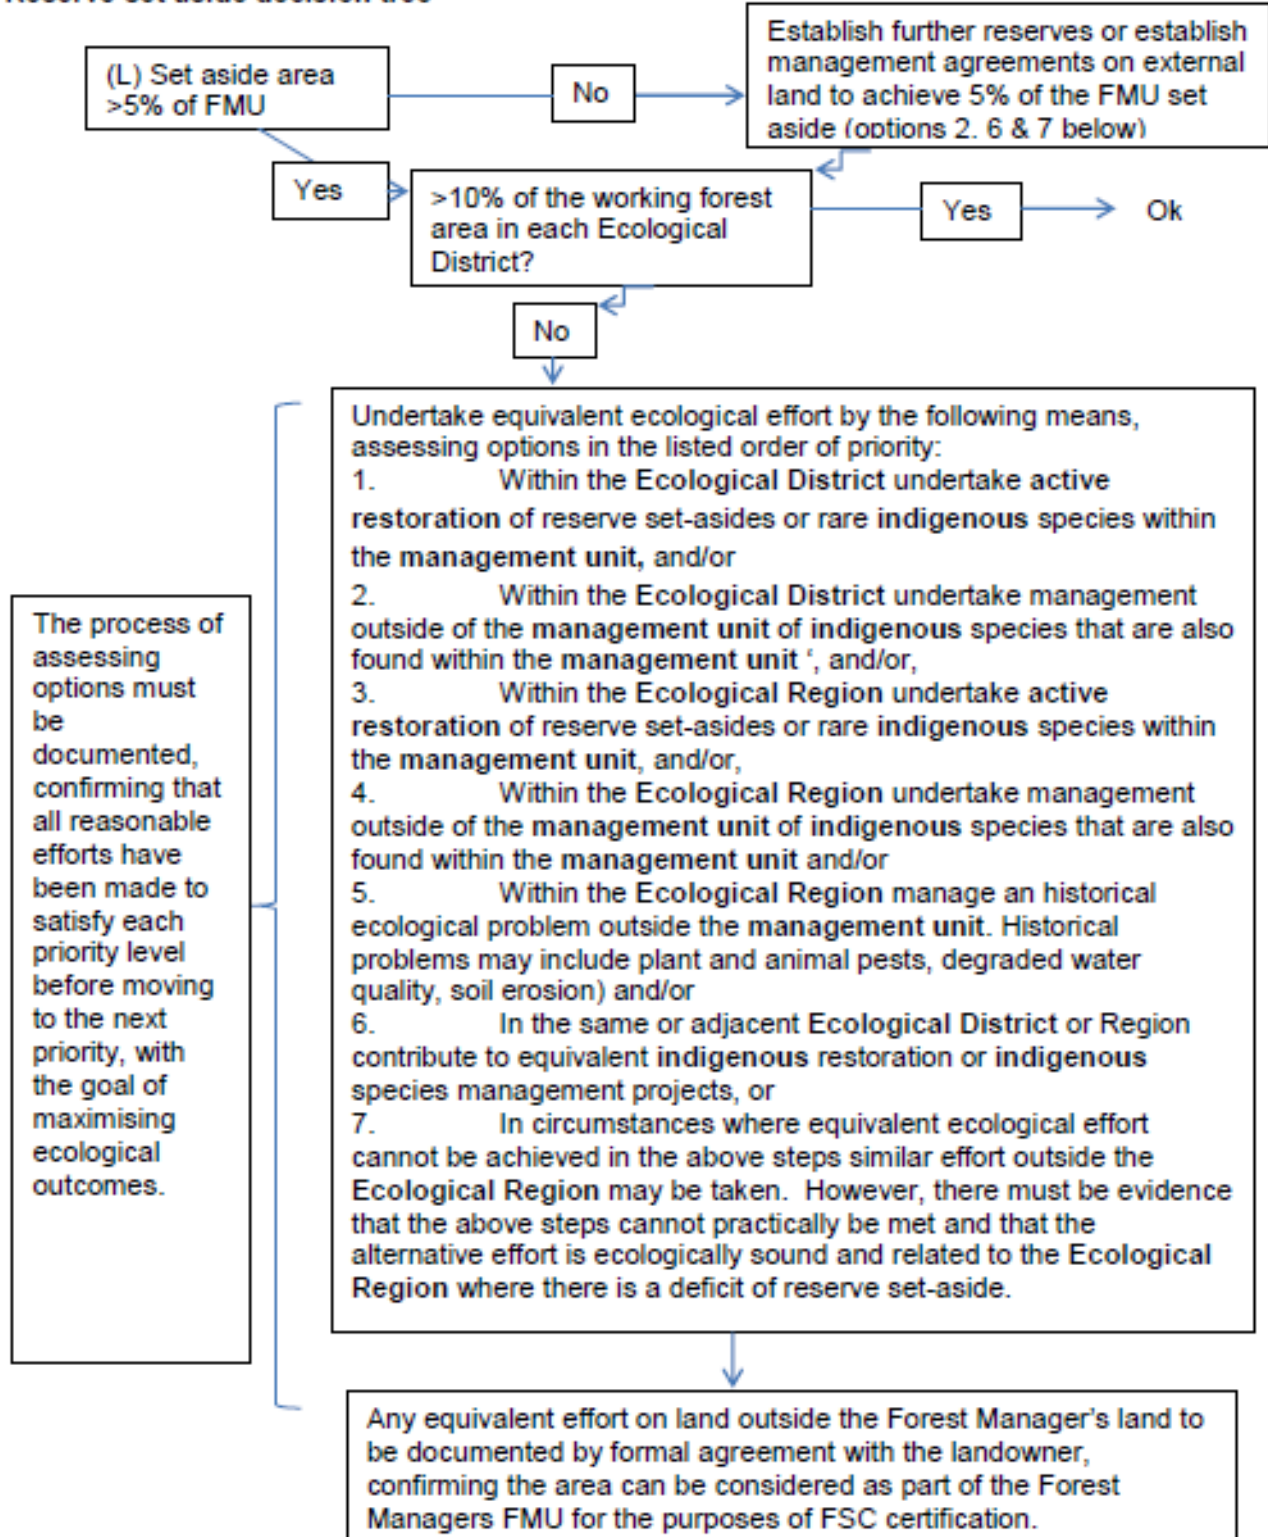 Reserve set aside decision tree
(L) Set aside area
>5% of FMU
No
Establish further reserves or establish
management agreements on external
land to achieve 5% of the FMU set
aside (options 2. 6 & 7 below)
Yes
>10% of the working forest
area in each Ecological
District?
Yes
Ok
No
Undertake equivalent ecological effort by the following means,
assessing options in the listed order of priority:
1. Within the Ecological District undertake active
restoration of reserve set-asides or rare indigenous species within
the management unit, and/or
2. Within the Ecological District undertake management
outside of the management unit of indigenous species that are also
found within the management unit ‘, and/or,
3. Within the Ecological Region undertake active
restoration of reserve set-asides or rare indigenous species within
the management unit, and/or,
4. Within the Ecological Region undertake management
outside of the management unit of indigenous species that are also
found within the management unit and/or
5. Within the Ecological Region manage an historical
ecological problem outside the management unit. Historical
problems may include plant and animal pests, degraded water
quality, soil erosion) and/or
6. In the same or adjacent Ecological District or Region
contribute to equivalent indigenous restoration or indigenous
species management projects, or
7. In circumstances where equivalent ecological effort
cannot be achieved in the above steps similar effort outside the
Ecological Region may be taken. However, there must be evidence
that the above steps cannot practically be met and that the
alternative effort is ecologically sound and related to the Ecological
Region where there is a deficit of reserve set-aside.
The process of
assessing
options must
be
documented,
confirming that
all reasonable
efforts have
been made to
satisfy each
priority level
before moving
to the next
priority, with
the goal of
maximising
ecological
outcomes.
Any equivalent effort on land outside the Forest Manager's land to
be documented by formal agreement with the landowner,
confirming the area can be considered as part of the Forest
Managers FMU for the purposes of FSC certification.